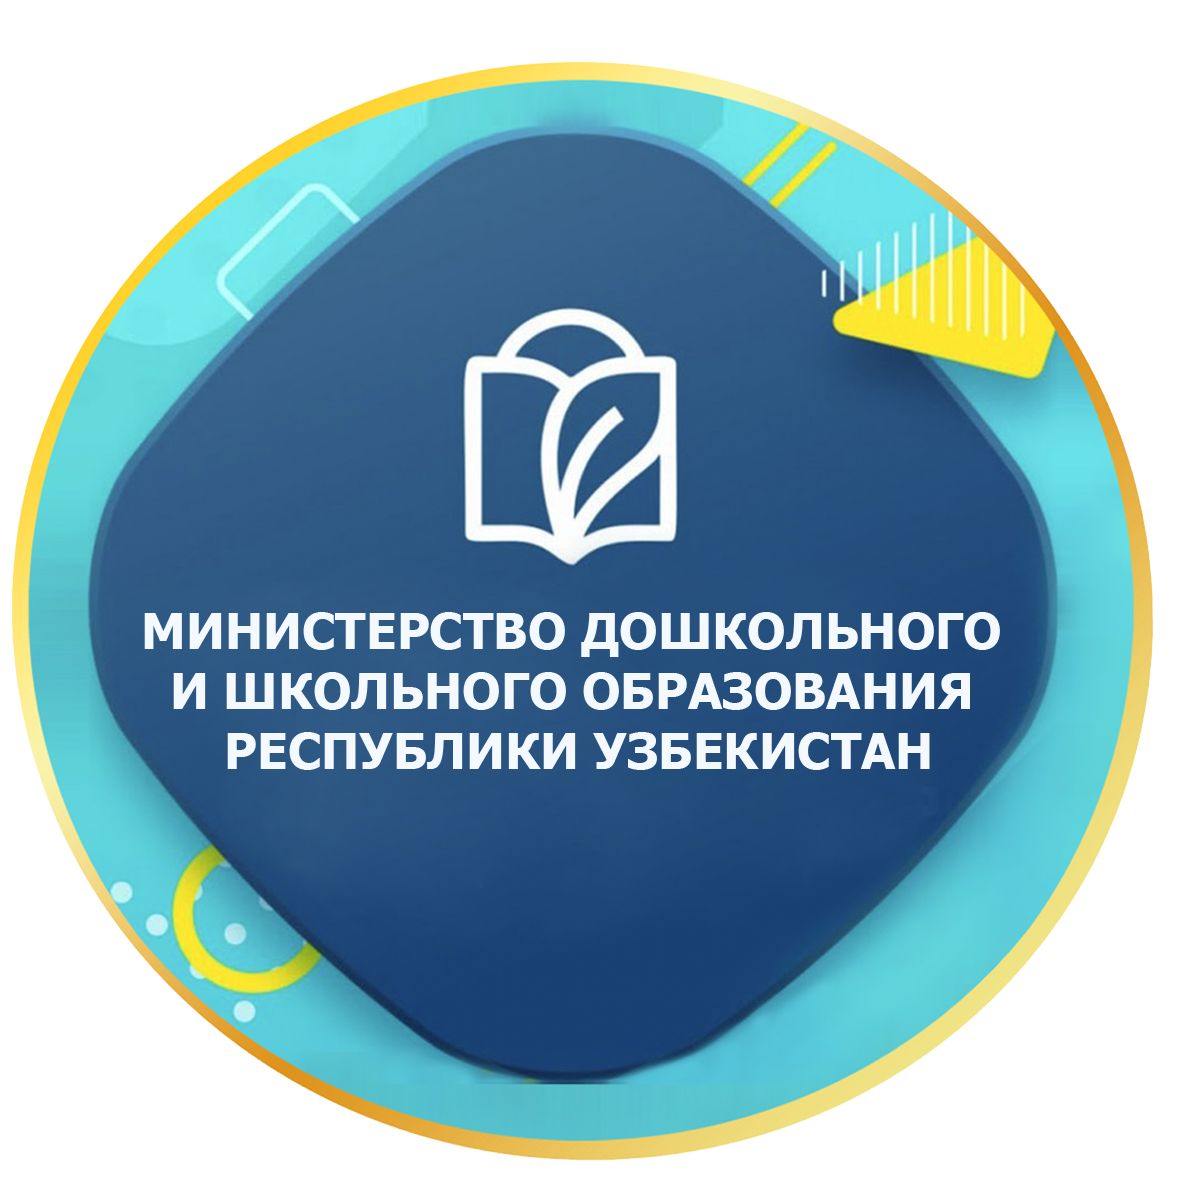 МИНИСТЕРСТВО ДОШКОЛЬНОГО
И ШКОЛЬНОГО ОБРАЗОВАНИЯ
РЕСПУБЛИКИ УЗБЕКИСТАН